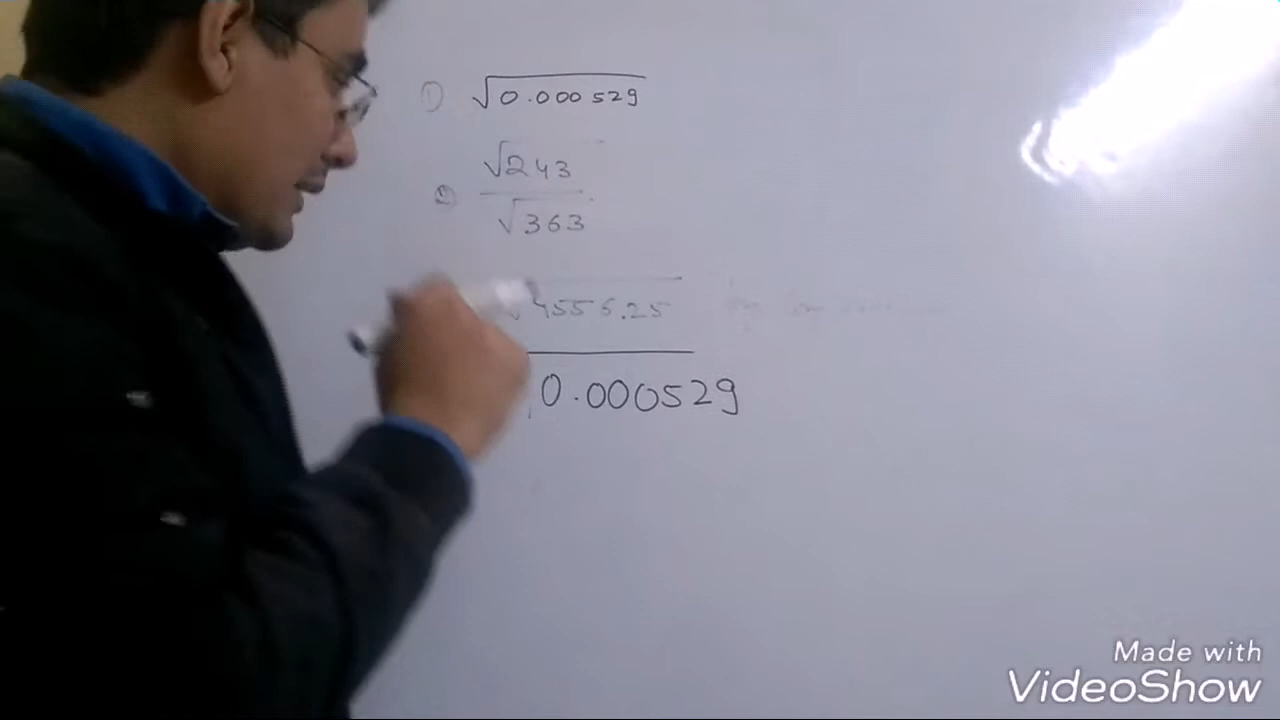 1) √0.000529
2) √243
√363
√4556.25
0.000529
Made with
VideoShow